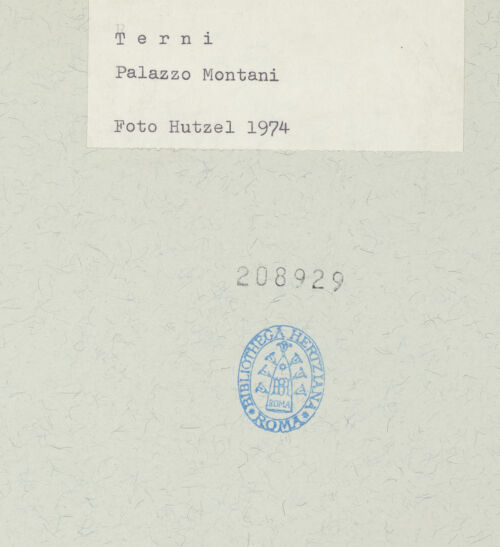 T e r n i
Palazzo Montani
Foto Hutzel 1974
208929
BIBLIOTHECA HERTZIANA
ROMA
ROMA